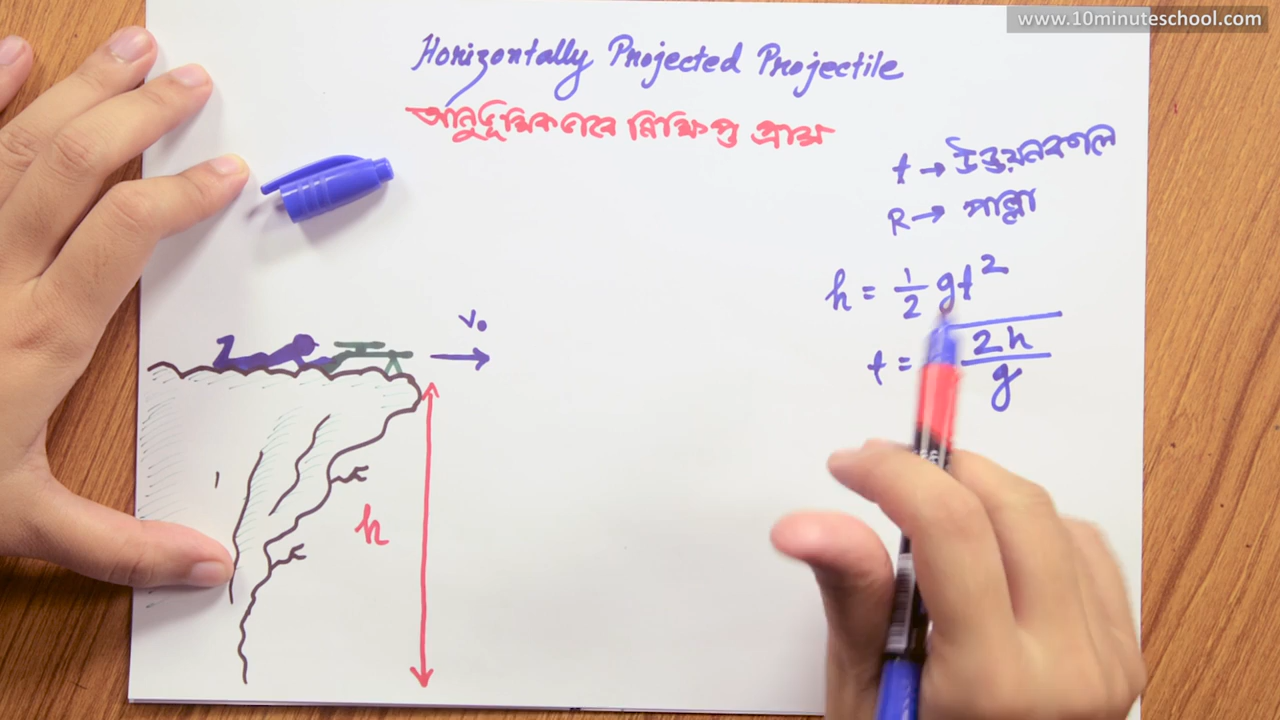 www.10minuteschool.com
Horizontally Projected Projectile
আনুভূমিকভাবে নিক্ষিপ্ত প্রাস
t → উড্ডয়নকাল
R → পাল্লা
h = 1/2 gt²
t = √(2h/g)
v₀
h